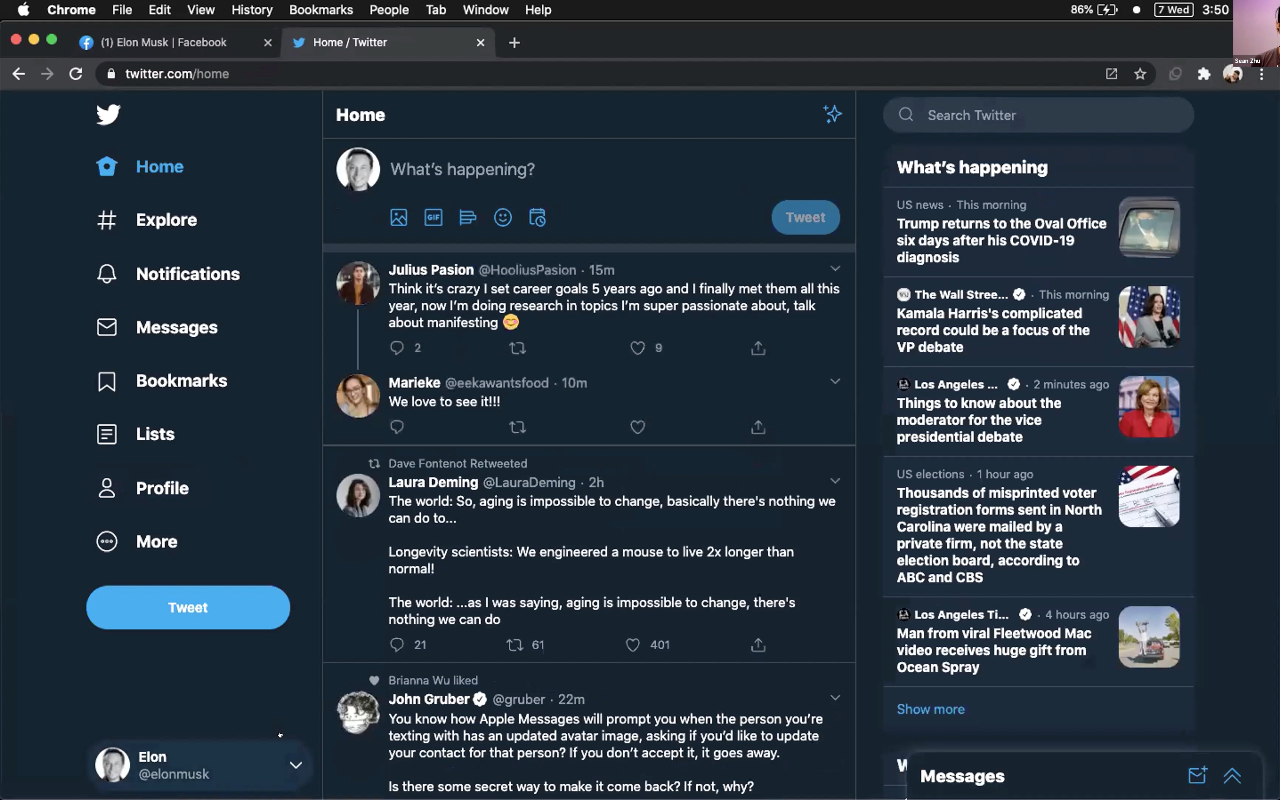 Chrome File Edit View History Bookmarks People Tab Window Help 86% 7 Wed 3:50
(1) Elon Musk | Facebook
Home / Twitter
twitter.com/home
Sean Zhu
Home
Explore
Notifications
Messages
Bookmarks
Lists
Profile
More
Tweet
Elon
@elonmusk
Home
What's happening?
GIF
Tweet
Julius Pasion @HooliusPasion · 15m
Think it's crazy I set career goals 5 years ago and I finally met them all this
year, now I'm doing research in topics I'm super passionate about, talk
about manifesting 😊
2 9
Marieke @eekawantsfood · 10m
We love to see it!!!
Dave Fontenot Retweeted
Laura Deming @LauraDeming · 2h
The world: So, aging is impossible to change, basically there's nothing we
can do to...
Longevity scientists: We engineered a mouse to live 2x longer than
normal!
The world: ...as I was saying, aging is impossible to change, there's
nothing we can do
21 61 401
Brianna Wu liked
John Gruber @gruber · 22m
You know how Apple Messages will prompt you when the person you're
texting with has an updated avatar image, asking if you'd like to update
your contact for that person? If you don't accept it, it goes away.
Is there some secret way to make it come back? If not, why?
Search Twitter
What's happening
US news · This morning
Trump returns to the Oval Office
six days after his COVID-19
diagnosis
The Wall Stree... · This morning
Kamala Harris's complicated
record could be a focus of the
VP debate
Los Angeles ... · 2 minutes ago
Things to know about the
moderator for the vice
presidential debate
US elections · 1 hour ago
Thousands of misprinted voter
registration forms sent in North
Carolina were mailed by a
private firm, not the state
election board, according to
ABC and CBS
Los Angeles Ti... · 4 hours ago
Man from viral Fleetwood Mac
video receives huge gift from
Ocean Spray
Show more
Messages